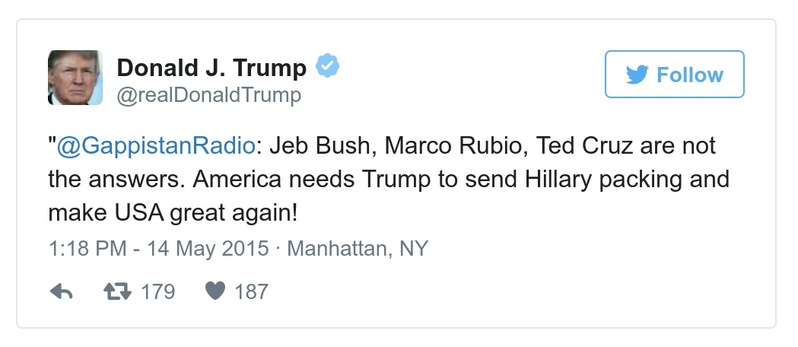 Donald J. Trump
@realDonaldTrump
Follow
"@GappistanRadio: Jeb Bush, Marco Rubio, Ted Cruz are not
the answers. America needs Trump to send Hillary packing and
make USA great again!
1:18 PM - 14 May 2015 · Manhattan, NY
179 187